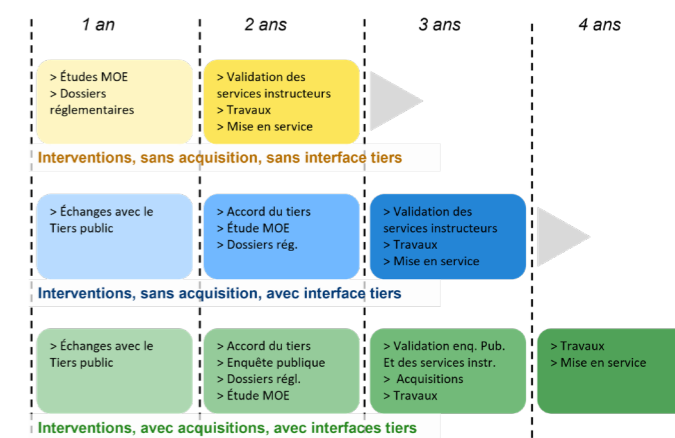 1 an
2 ans
3 ans
4 ans
> Études MOE
> Dossiers
réglementaires
> Validation des
services instructeurs
> Travaux
> Mise en service
Interventions, sans acquisition, sans interface tiers
> Échanges avec le
Tiers public
> Accord du tiers
> Étude MOE
> Dossiers rég.
> Validation des
services instructeurs
> Travaux
> Mise en service
Interventions, sans acquisition, avec interface tiers
> Échanges avec le
Tiers public
> Accord du tiers
> Enquête publique
> Dossiers régl.
> Étude MOE
> Validation enq. Pub.
Et des services instr.
> Acquisitions
> Travaux
> Travaux
> Mise en service
Interventions, avec acquisitions, avec interfaces tiers